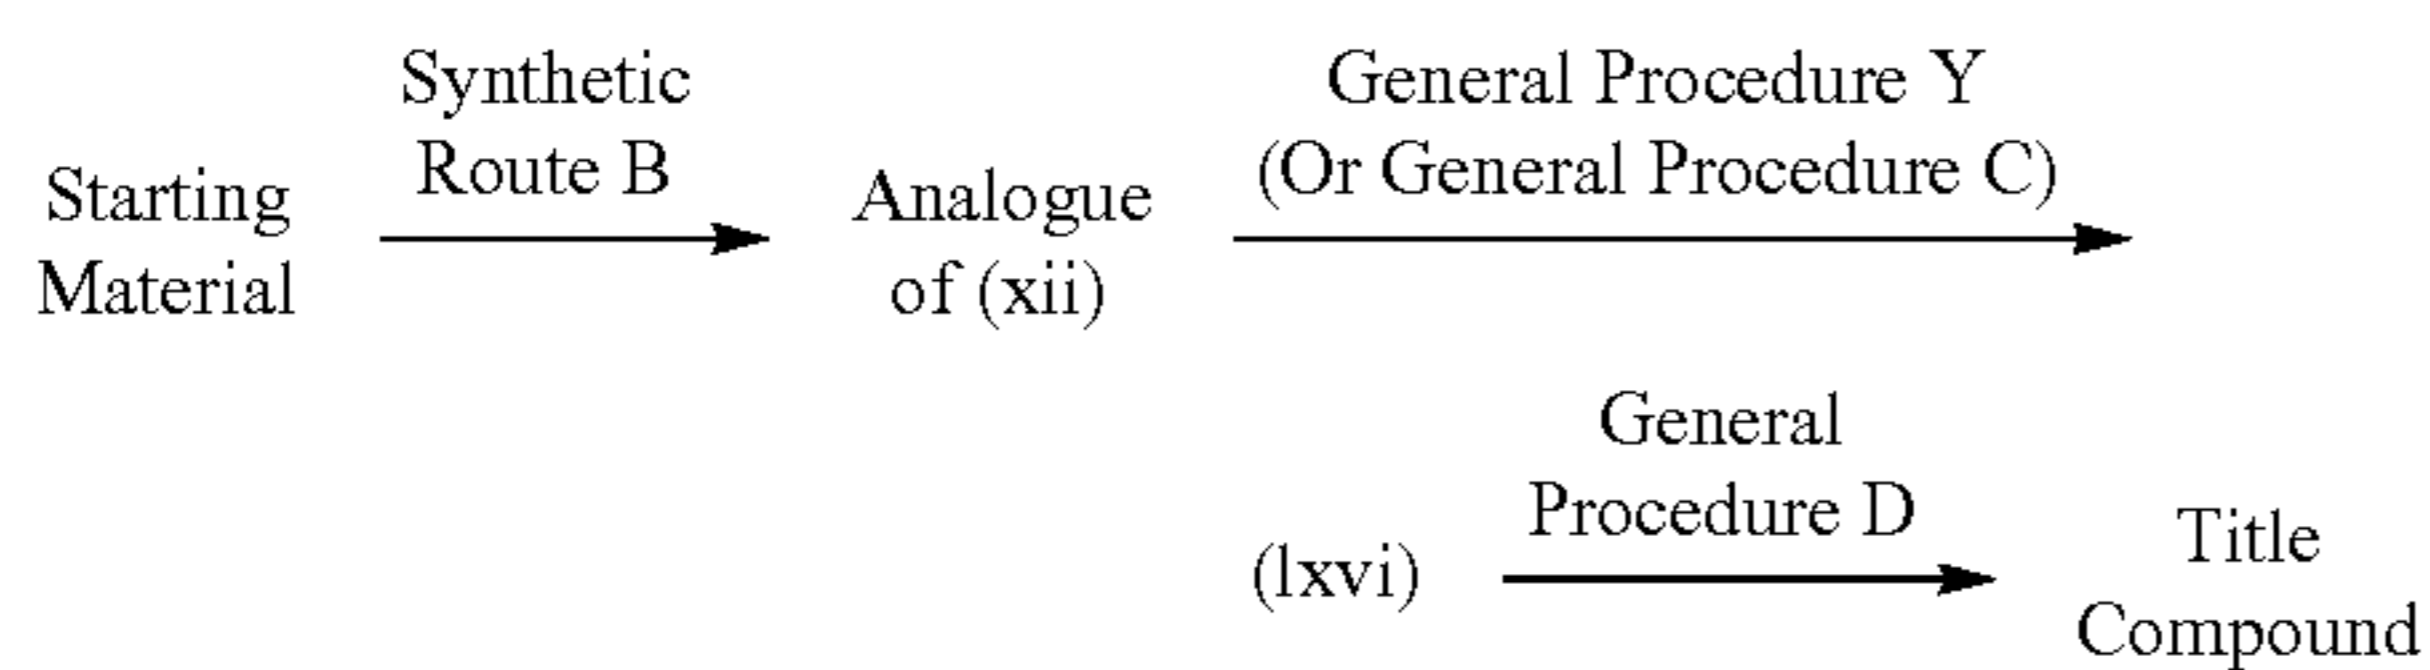 Starting
Material
Synthetic
Route B
Analogue
of (xii)
General Procedure Y
(Or General Procedure C)
(lxvi)
General
Procedure D
Title
Compound